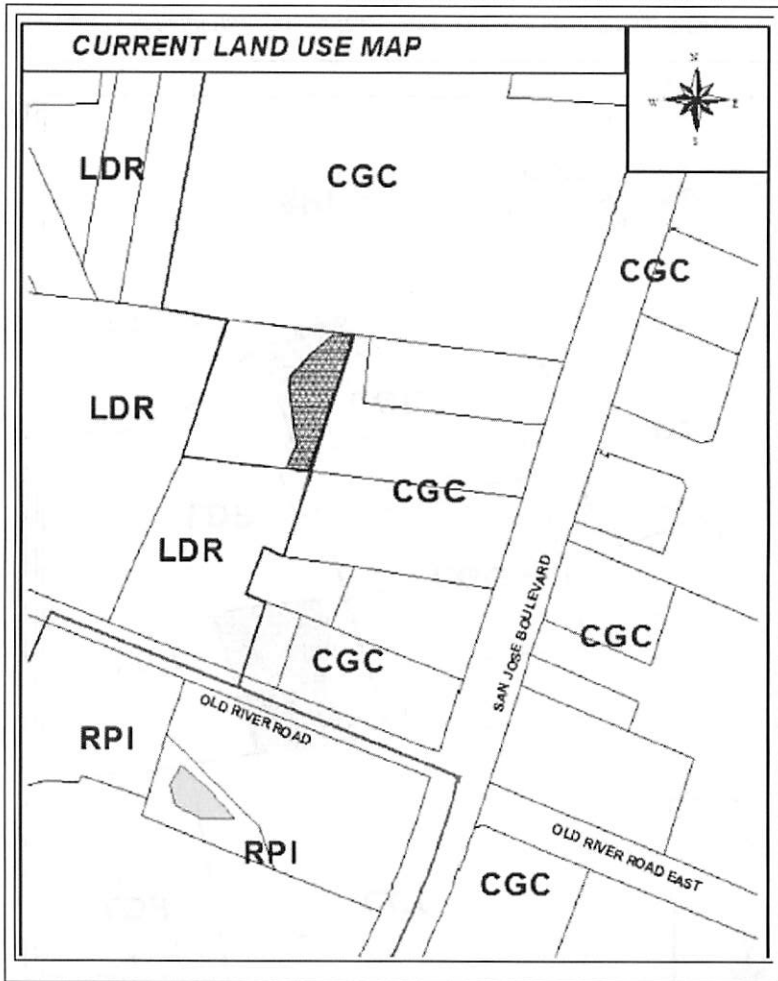 CURRENT LAND USE MAP
N
W E
S
LDR
CGC
CGC
LDR
CGC
LDR
SAN JOSE BOULEVARD
CGC
CGC
OLD RIVER ROAD
RPI
RPI
OLD RIVER ROAD EAST
CGC